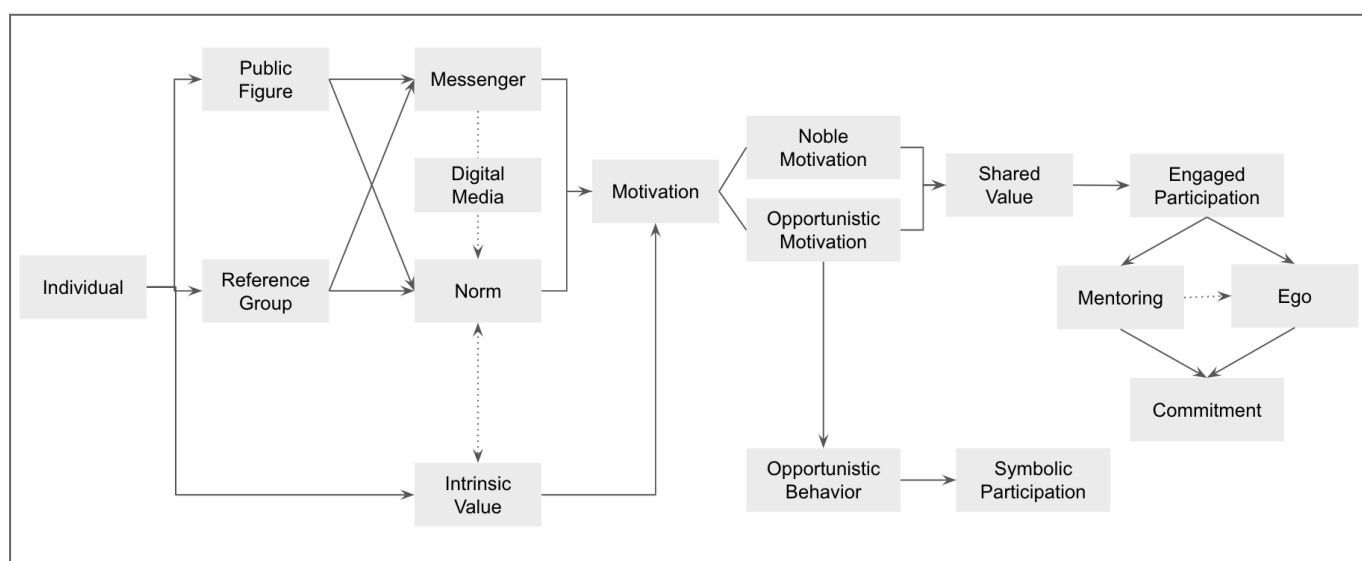 Public
Figure
Messenger
Digital
Media
Individual
Reference
Group
Norm
Intrinsic
Value
Motivation
Noble
Motivation
Opportunistic
Motivation
Shared
Value
Engaged
Participation
Mentoring
Ego
Commitment
Opportunistic
Behavior
Symbolic
Participation